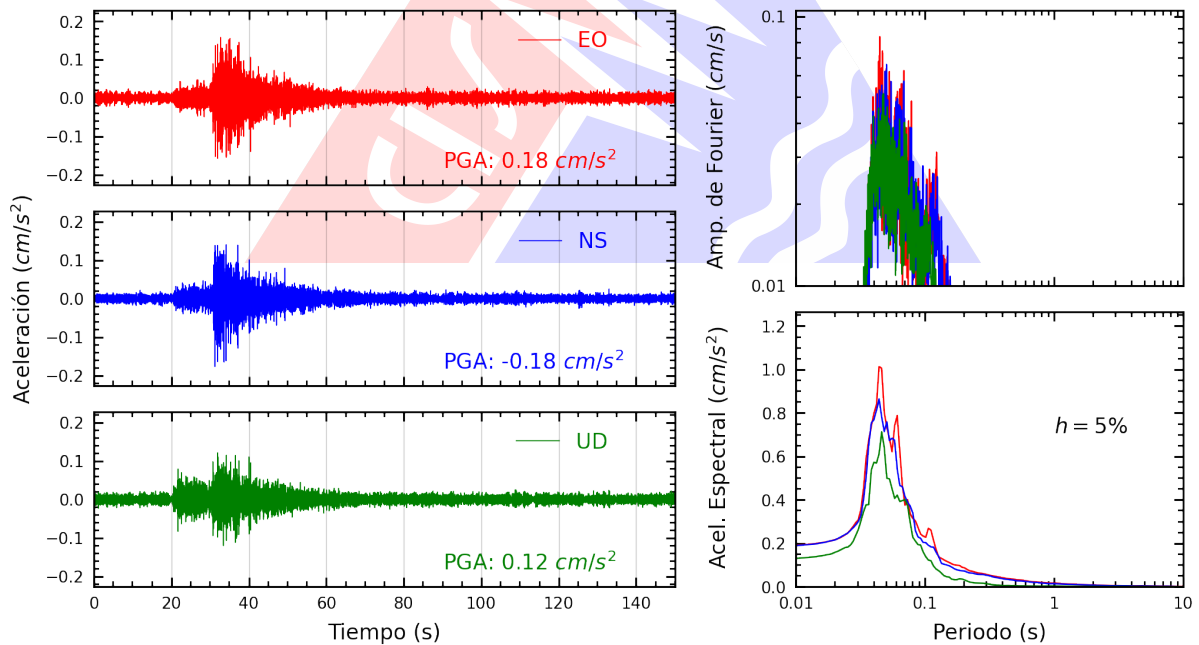 Aceleración (cm/s²)
0.2
0.1
0.0
−0.1
−0.2
EO
PGA: 0.18 cm/s²
0.2
0.1
0.0
−0.1
−0.2
NS
PGA: -0.18 cm/s²
0.2
0.1
0.0
−0.1
−0.2
UD
PGA: 0.12 cm/s²
0 20 40 60 80 100 120 140
Tiempo (s)
Amp. de Fourier (cm/s)
0.1
0.01
Acel. Espectral (cm/s²)
1.2
1.0
0.8
0.6
0.4
0.2
0.0
h = 5%
0.01 0.1 1 10
Periodo (s)
CIS